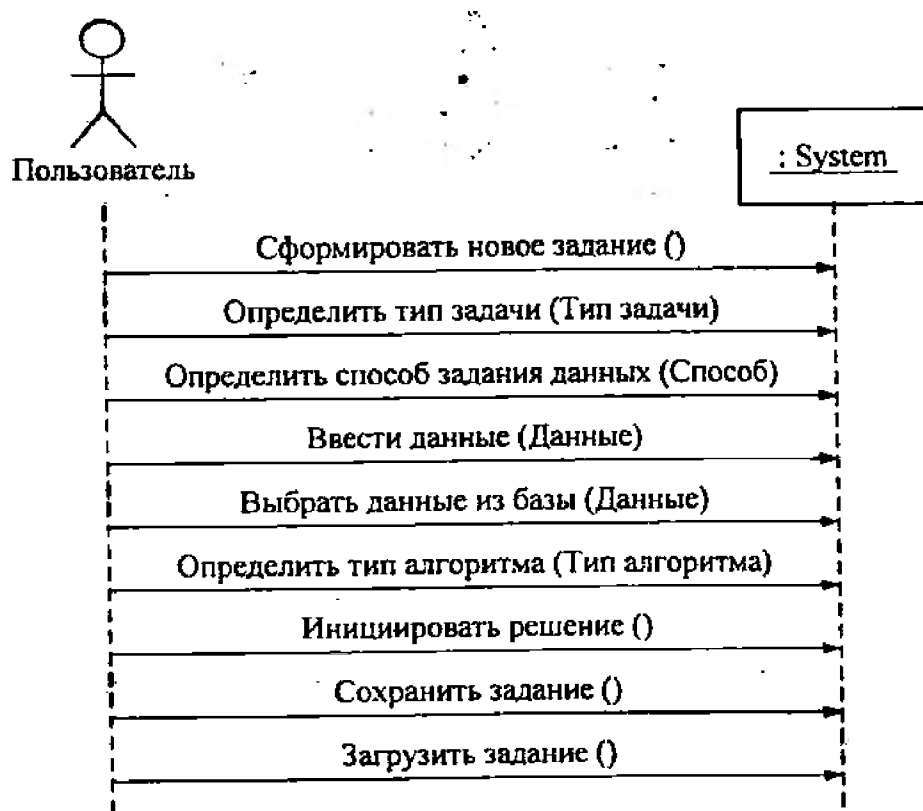 Пользователь
: System
Сформировать новое задание ()
Определить тип задачи (Тип задачи)
Определить способ задания данных (Способ)
Ввести данные (Данные)
Выбрать данные из базы (Данные)
Определить тип алгоритма (Тип алгоритма)
Инициировать решение ()
Сохранить задание ()
Загрузить задание ()